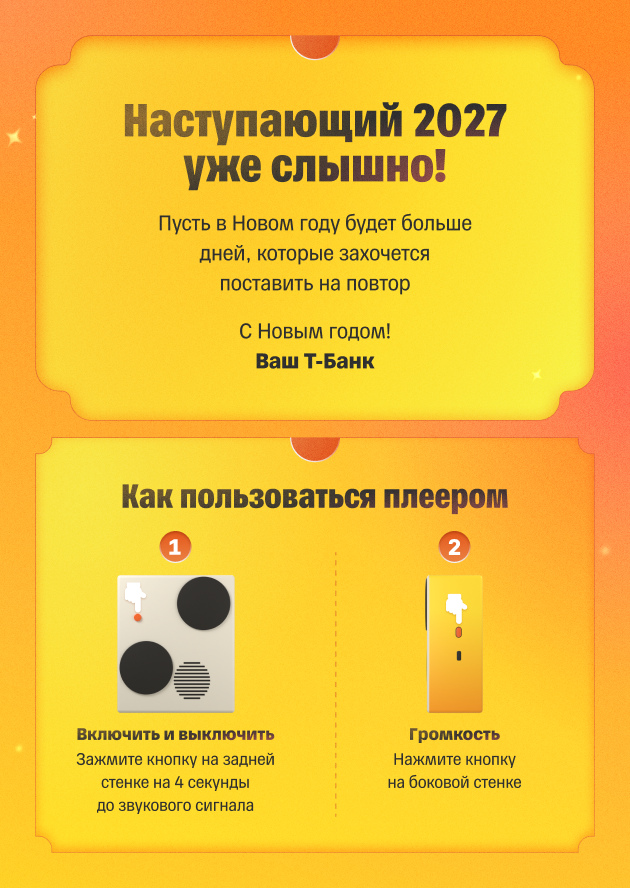 Наступающий 2027
уже слышно!
Пусть в Новом году будет больше
дней, которые захочется
поставить на повтор
С Новым годом!
Ваш Т-Банк
Как пользоваться плеером
1
Включить и выключить
Зажмите кнопку на задней
стенке на 4 секунды
до звукового сигнала
2
Громкость
Нажмите кнопку
на боковой стенке